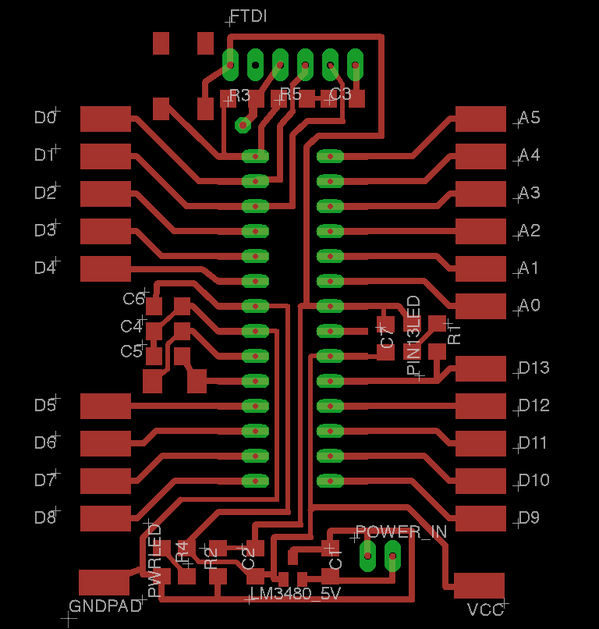 FTDI
R3 R5 C3
D0 A5
D1 A4
D2 A3
D3 A2
D4 A1
C6 A0
C4 C7 PIN13LED R1
C5
D13
D5 D12
D6 D11
D7 D10
D8 D9
PWRLED R4 R2 C2 C1 POWER_IN
LM3480_5V
GNDPAD VCC